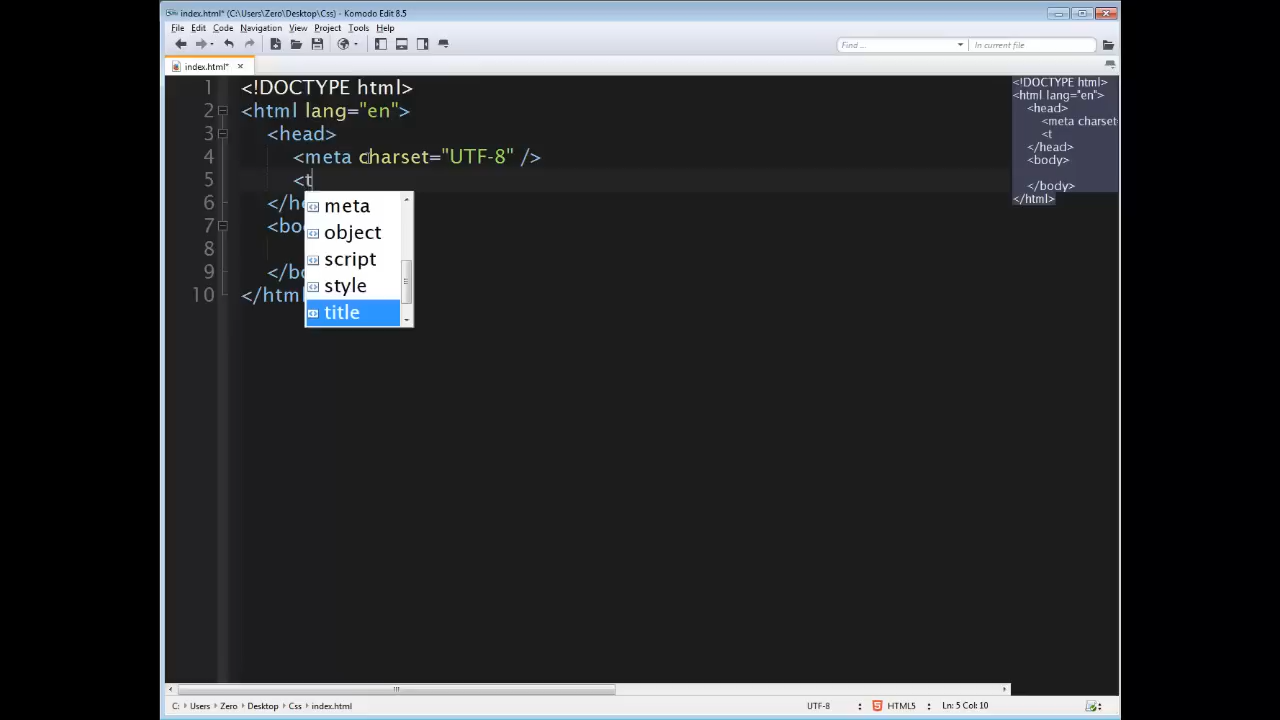 index.html* (C:\Users\Zero\Desktop\Css) - Komodo Edit 8.5
File Edit Code Navigation View Project Tools Help
Find ... In current file
index.html*
1 <!DOCTYPE html>
2 <html lang="en">
3 <head>
4 <meta charset="UTF-8" />
5 <t
6 </he
7 <bo
8
9 </bo
10 </html
meta
object
script
style
title
<!DOCTYPE html>
<html lang="en">
<head>
<meta charset
<t
</head>
<body>
</body>
</html>
C: Users Zero Desktop Css index.html UTF-8 HTML5 Ln: 5 Col: 10